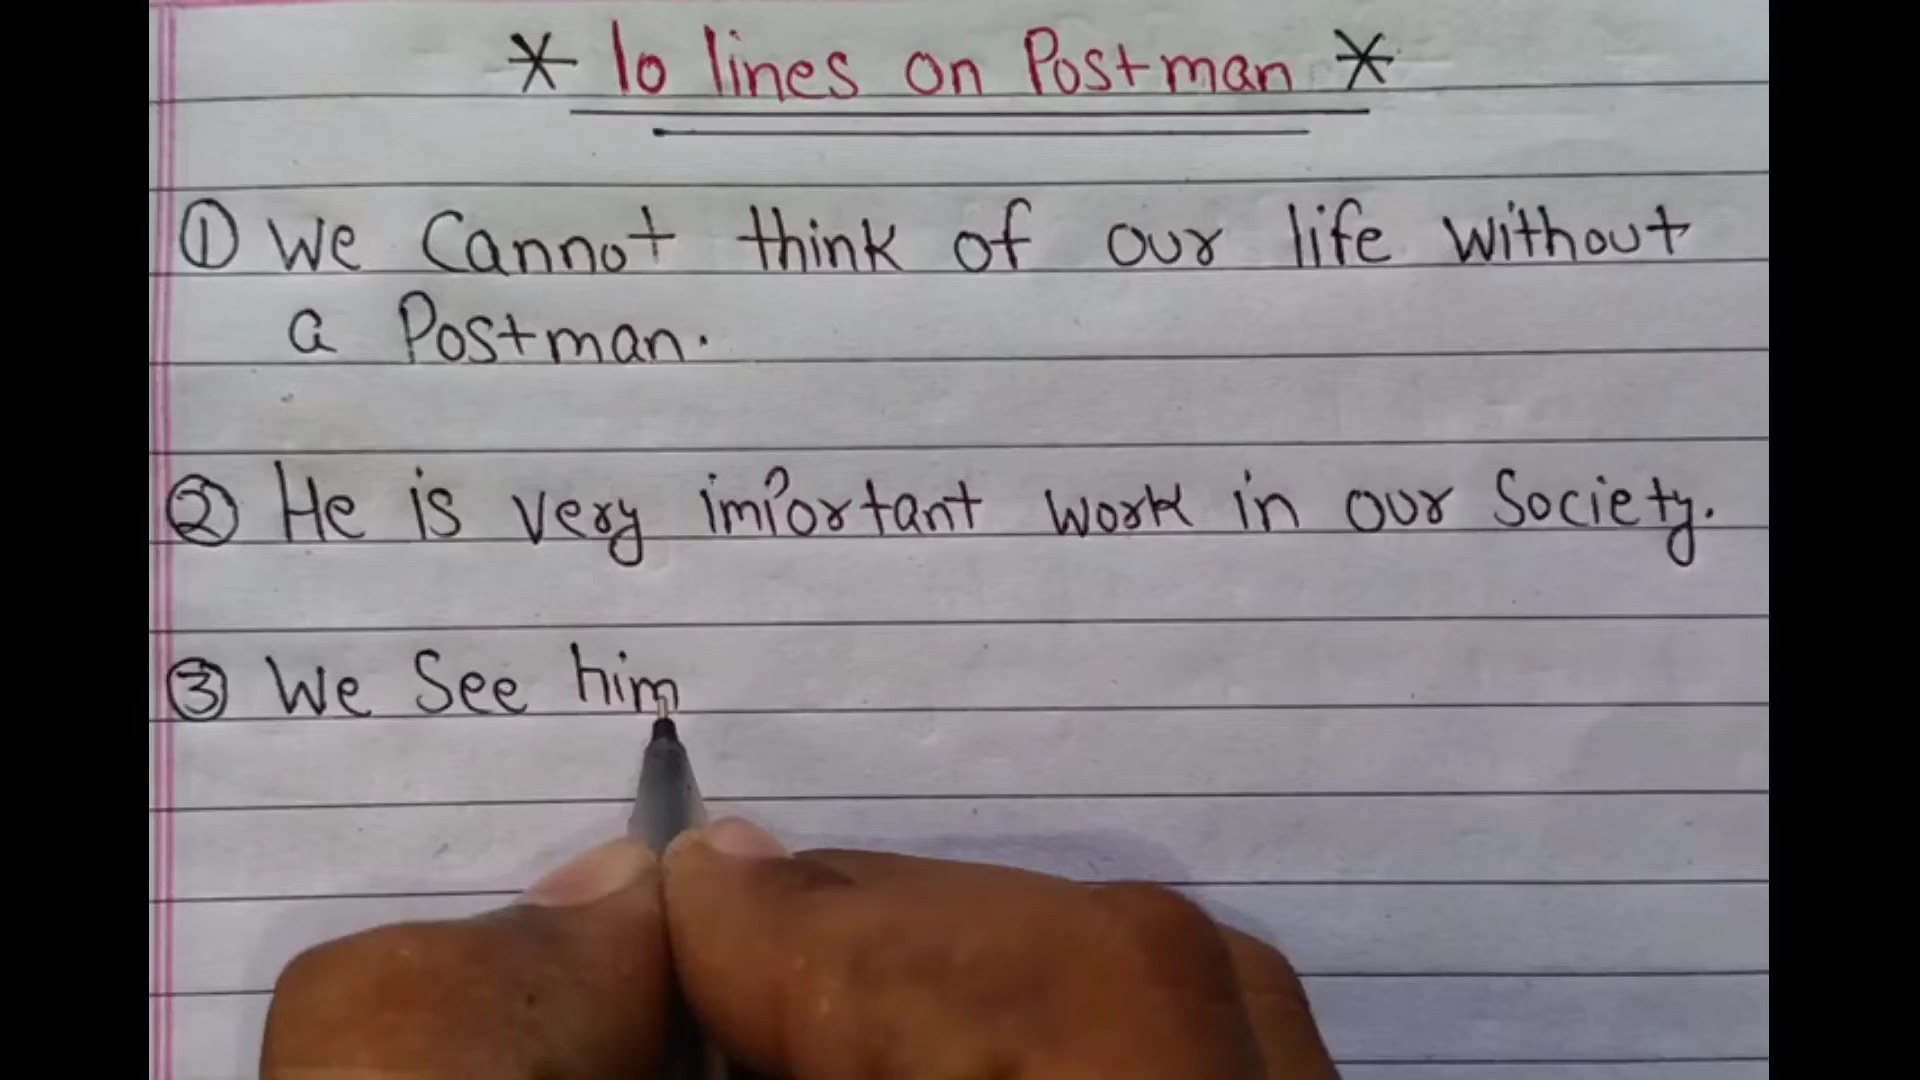 * 10 lines on Postman *
① We Cannot think of our life without
a Postman.
② He is very important work in our Society.
③ We See him